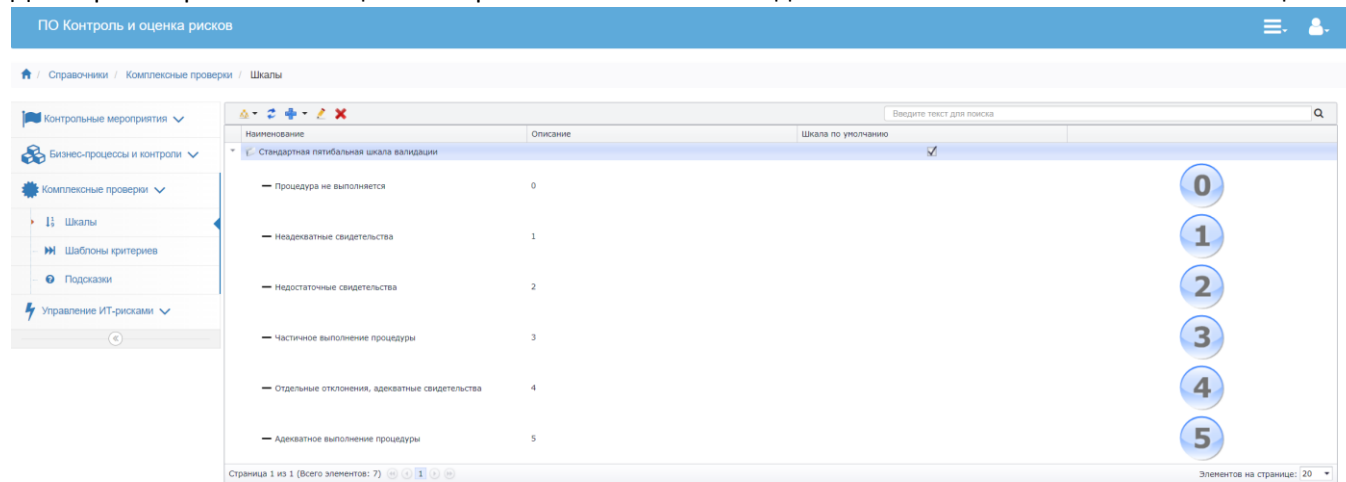 ПО Контроль и оценка рисков
/ Справочники / Комплексные проверки / Шкалы
Контрольные мероприятия
Бизнес-процессы и контроли
Комплексные проверки
Шкалы
Шаблоны критериев
Подсказки
Управление ИТ-рисками
Введите текст для поиска
Наименование Описание Шкала по умолчанию
Стандартная пятибальная шкала валидации
Процедура не выполняется 0 0
Неадекватные свидетельства 1 1
Недостаточные свидетельства 2 2
Частичное выполнение процедуры 3 3
Отдельные отклонения, адекватные свидетельства 4 4
Адекватное выполнение процедуры 5 5
Страница 1 из 1 (Всего элементов: 7) 1 Элементов на странице: 20